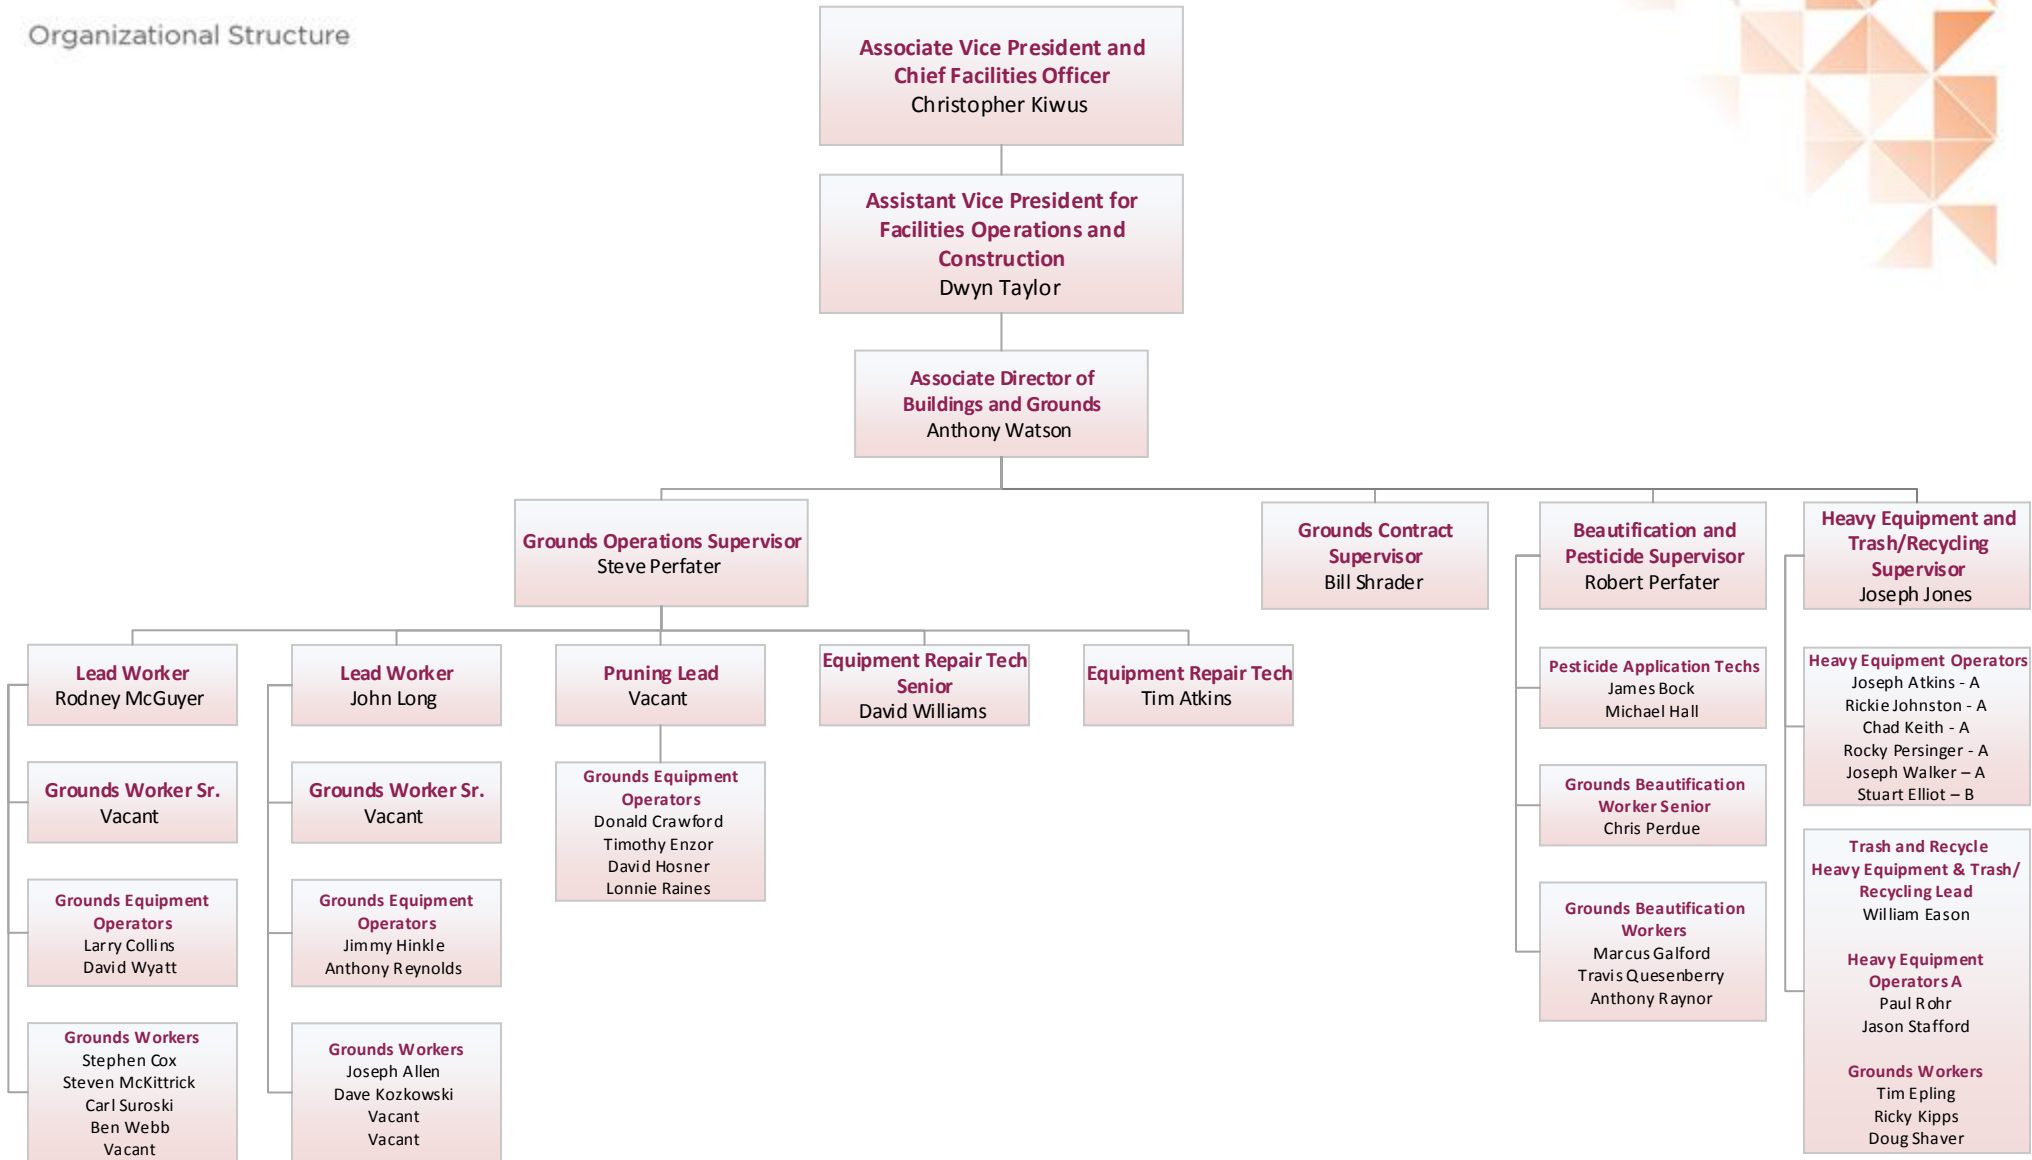 Organizational Structure
Associate Vice President and
Chief Facilities Officer
Christopher Kiwus
Assistant Vice President for
Facilities Operations and
Construction
Dwyn Taylor
Associate Director of
Buildings and Grounds
Anthony Watson
Grounds Operations Supervisor
Steve Perfater
Grounds Contract
Supervisor
Bill Shrader
Beautification and
Pesticide Supervisor
Robert Perfater
Heavy Equipment and
Trash/Recycling
Supervisor
Joseph Jones
Lead Worker
Rodney McGuyer
Lead Worker
John Long
Pruning Lead
Vacant
Equipment Repair Tech
Senior
David Williams
Equipment Repair Tech
Tim Atkins
Pesticide Application Techs
James Bock
Michael Hall
Heavy Equipment Operators
Joseph Atkins - A
Rickie Johnston - A
Chad Keith - A
Rocky Persinger - A
Joseph Walker – A
Stuart Elliot – B
Grounds Worker Sr.
Vacant
Grounds Worker Sr.
Vacant
Grounds Equipment
Operators
Donald Crawford
Timothy Enzor
David Hosner
Lonnie Raines
Grounds Beautification
Worker Senior
Chris Perdue
Trash and Recycle
Heavy Equipment & Trash/
Recycling Lead
William Eason
Heavy Equipment
Operators A
Paul Rohr
Jason Stafford
Grounds Workers
Tim Epling
Ricky Kipps
Doug Shaver
Grounds Equipment
Operators
Larry Collins
David Wyatt
Grounds Equipment
Operators
Jimmy Hinkle
Anthony Reynolds
Grounds Beautification
Workers
Marcus Galford
Travis Quesenberry
Anthony Raynor
Grounds Workers
Stephen Cox
Steven McKittrick
Carl Suroski
Ben Webb
Vacant
Grounds Workers
Joseph Allen
Dave Kozkowski
Vacant
Vacant